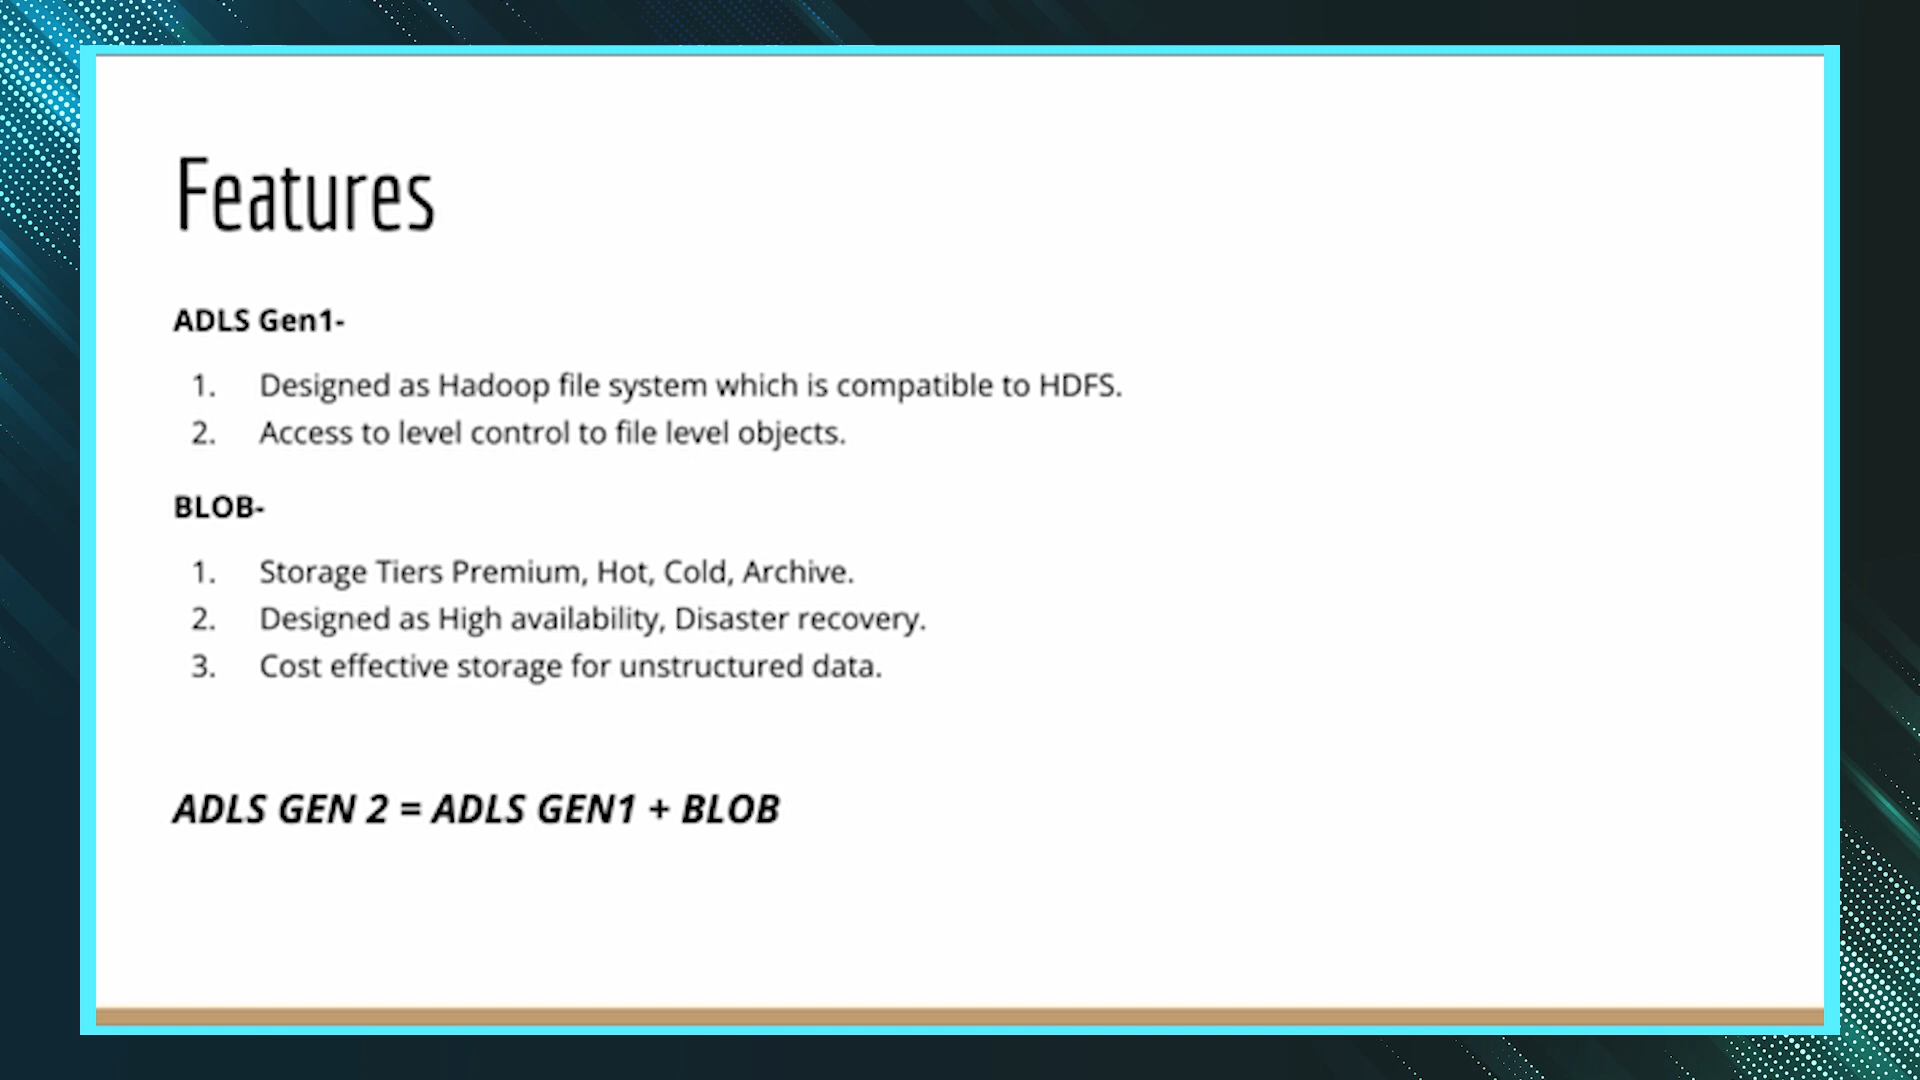 Features
ADLS Gen1-
1. Designed as Hadoop file system which is compatible to HDFS.
2. Access to level control to file level objects.
BLOB-
1. Storage Tiers Premium, Hot, Cold, Archive.
2. Designed as High availability, Disaster recovery.
3. Cost effective storage for unstructured data.
ADLS GEN 2 = ADLS GEN1 + BLOB